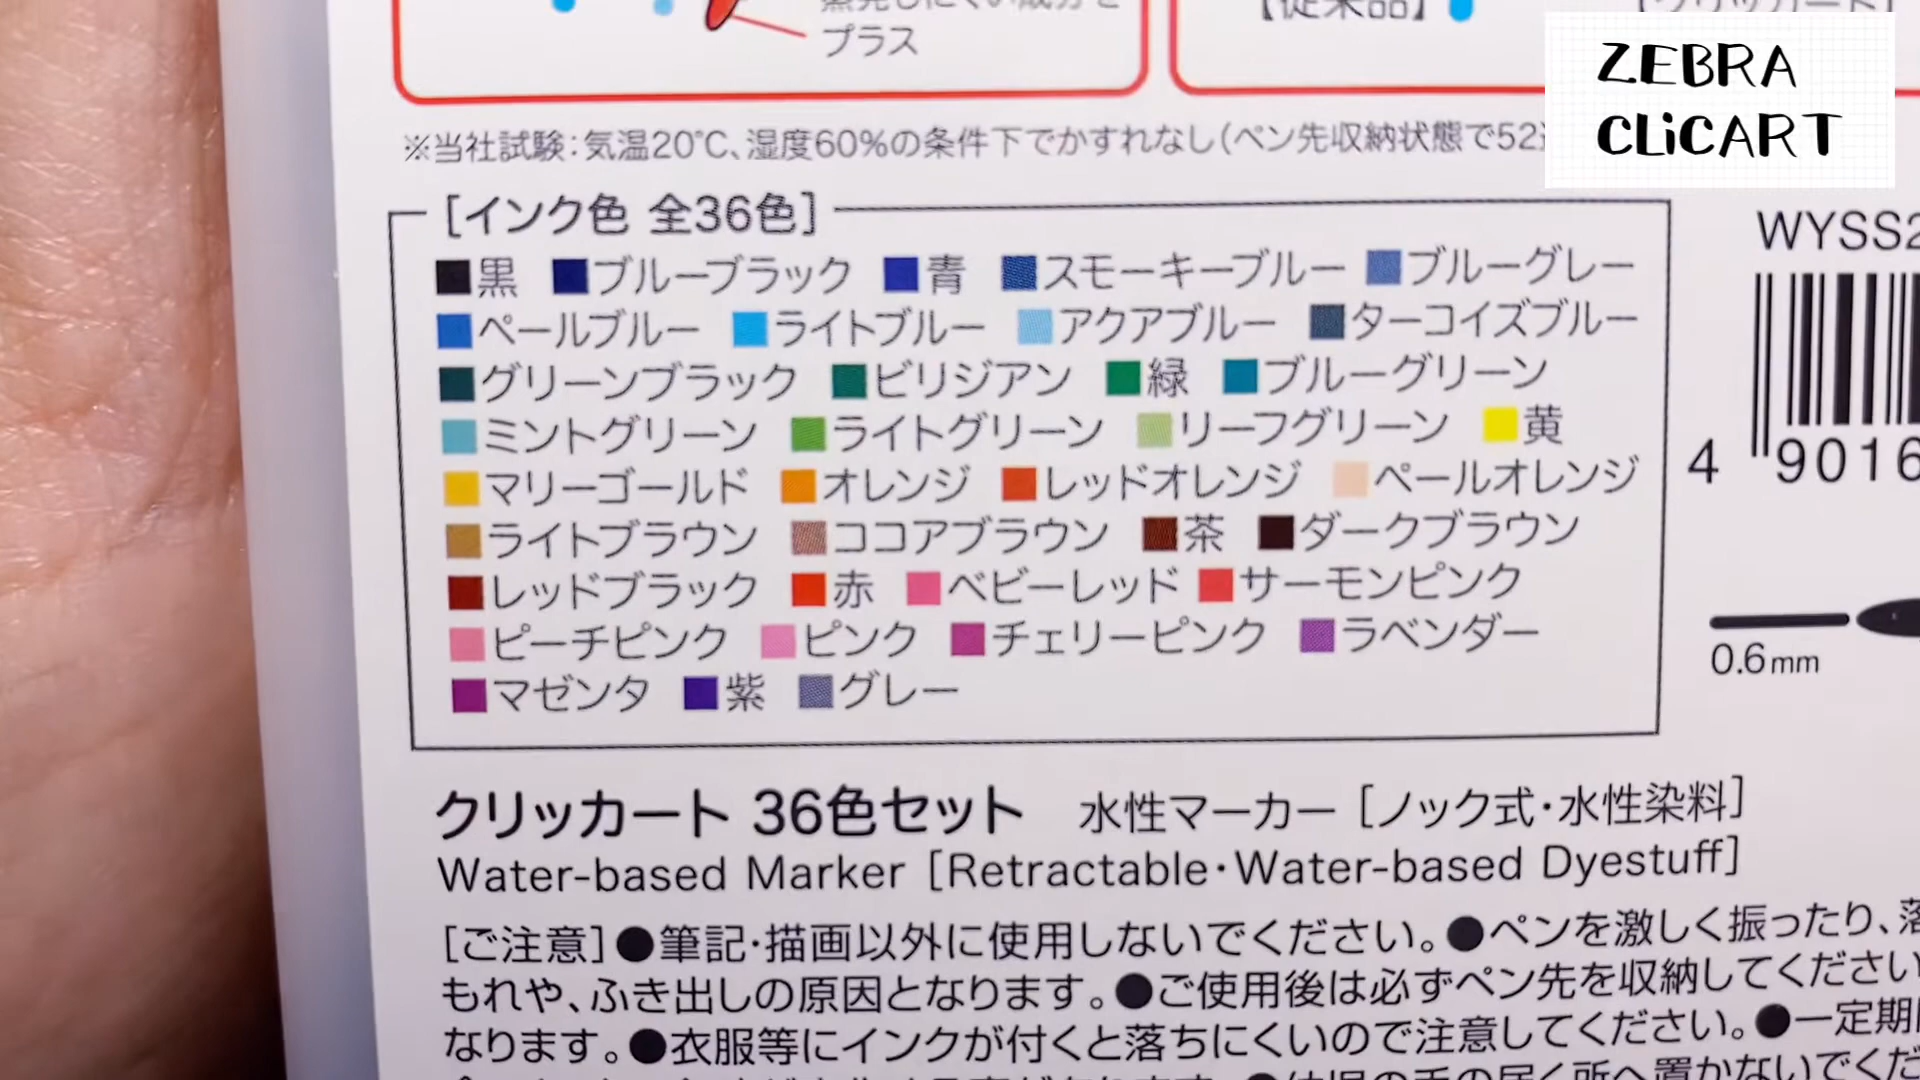 プラス
【従来品】
ZEBRA
CLiCART
※当社試験:気温20℃、湿度60%の条件下でかすれなし(ペン先収納状態で52
[インク色 全36色]
黒 ブルーブラック 青 スモーキーブルー ブルーグレー
ペールブルー ライトブルー アクアブルー ターコイズブルー
グリーンブラック ビリジアン 緑 ブルーグリーン
ミントグリーン ライトグリーン リーフグリーン 黄
マリーゴールド オレンジ レッドオレンジ ペールオレンジ
ライトブラウン ココアブラウン 茶 ダークブラウン
レッドブラック 赤 ベビーレッド サーモンピンク
ピーチピンク ピンク チェリーピンク ラベンダー
マゼンタ 紫 グレー
WYSS2
4 9016
0.6mm
クリッカート 36色セット 水性マーカー[ノック式・水性染料]
Water-based Marker [Retractable・Water-based Dyestuff]
[ご注意]●筆記・描画以外に使用しないでください。●ペンを激しく振ったり、落
もれや、ふき出しの原因となります。●ご使用後は必ずペン先を収納してください
なります。●衣服等にインクが付くと落ちにくいので注意してください。●一定期